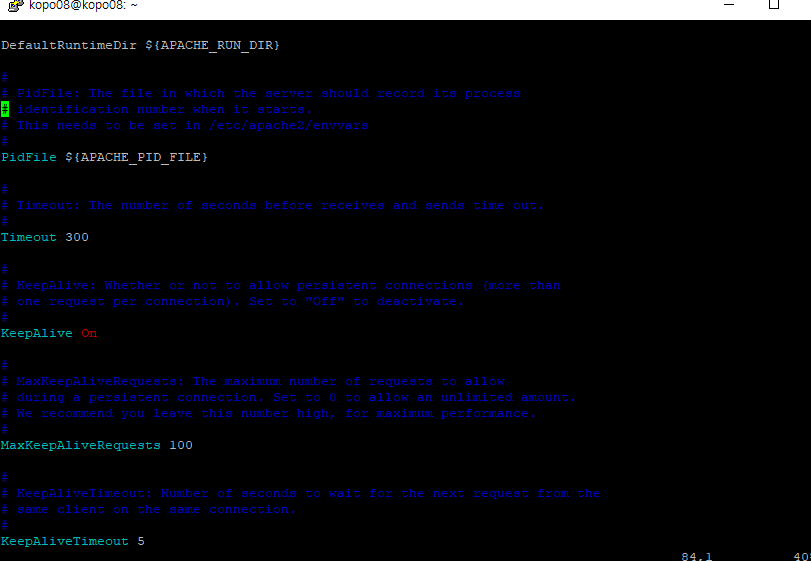 kopo08@kopo08: ~
DefaultRuntimeDir ${APACHE_RUN_DIR}
#
# PidFile: The file in which the server should record its process
# identification number when it starts.
# This needs to be set in /etc/apache2/envvars
#
PidFile ${APACHE_PID_FILE}
#
# Timeout: The number of seconds before receives and sends time out.
#
Timeout 300
#
# KeepAlive: Whether or not to allow persistent connections (more than
# one request per connection). Set to "Off" to deactivate.
#
KeepAlive On
#
# MaxKeepAliveRequests: The maximum number of requests to allow
# during a persistent connection. Set to 0 to allow an unlimited amount.
# We recommend you leave this number high, for maximum performance.
#
MaxKeepAliveRequests 100
#
# KeepAliveTimeout: Number of seconds to wait for the next request from the
# same client on the same connection.
#
KeepAliveTimeout 5
84,1 40